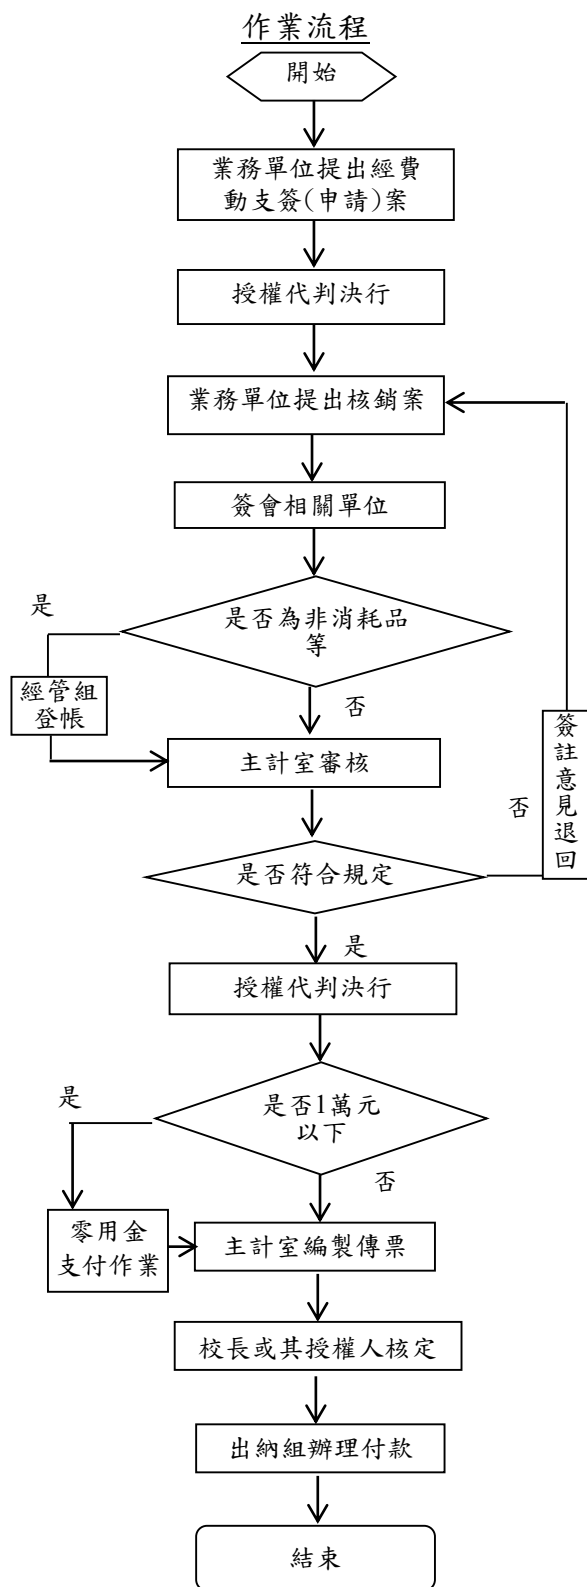 作業流程
開始
業務單位提出經費
動支簽(申請)案
授權代判決行
業務單位提出核銷案
簽會相關單位
是
是否為非消耗品
等
經管組
登帳
否
主計室審核
簽註意見退回
否
是否符合規定
是
授權代判決行
是
是否1萬元
以下
否
零用金
支付作業
主計室編製傳票
校長或其授權人核定
出納組辦理付款
結束